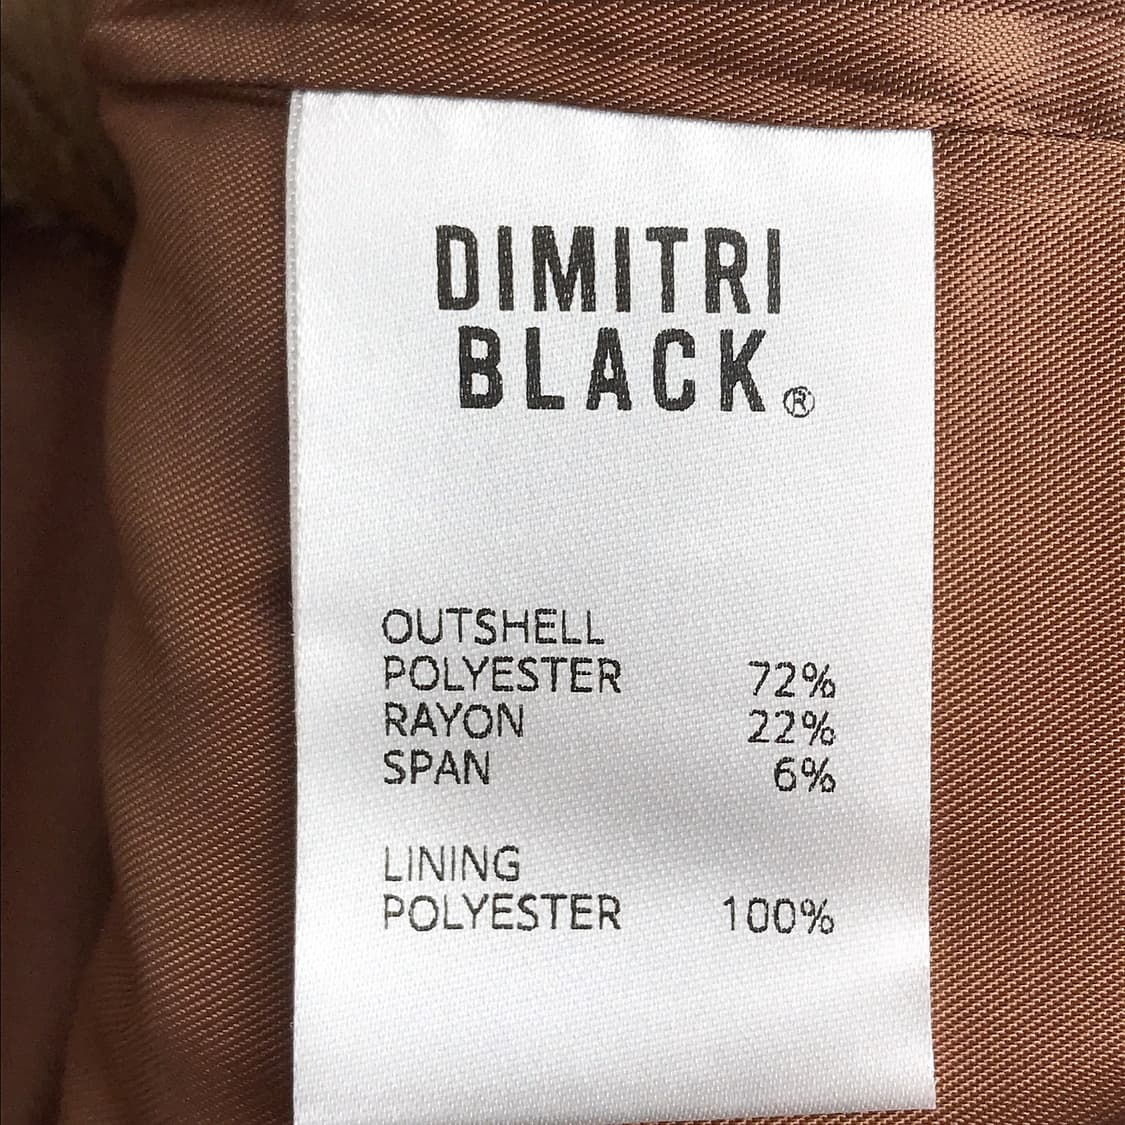 DIMITRI
BLACK®
OUTSHELL
POLYESTER 72%
RAYON 22%
SPAN 6%
LINING
POLYESTER 100%